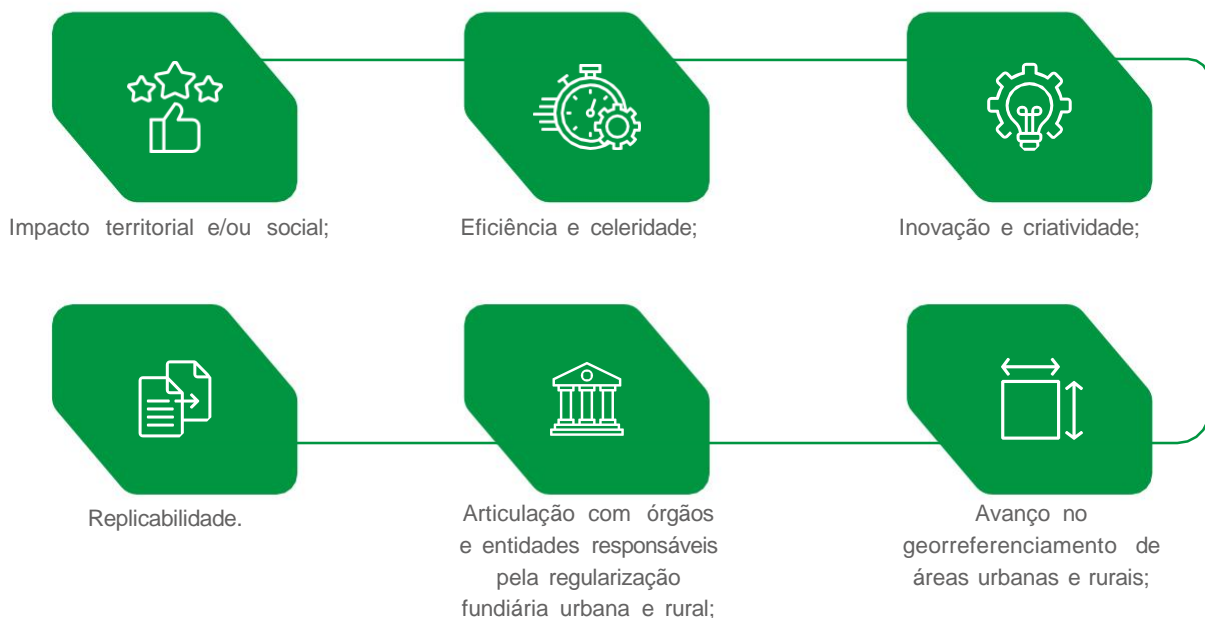 Impacto territorial e/ou social;
Eficiência e celeridade;
Inovação e criatividade;
Avanço no
georreferenciamento de
áreas urbanas e rurais;
Articulação com órgãos
e entidades responsáveis
pela regularização
fundiária urbana e rural;
Replicabilidade.